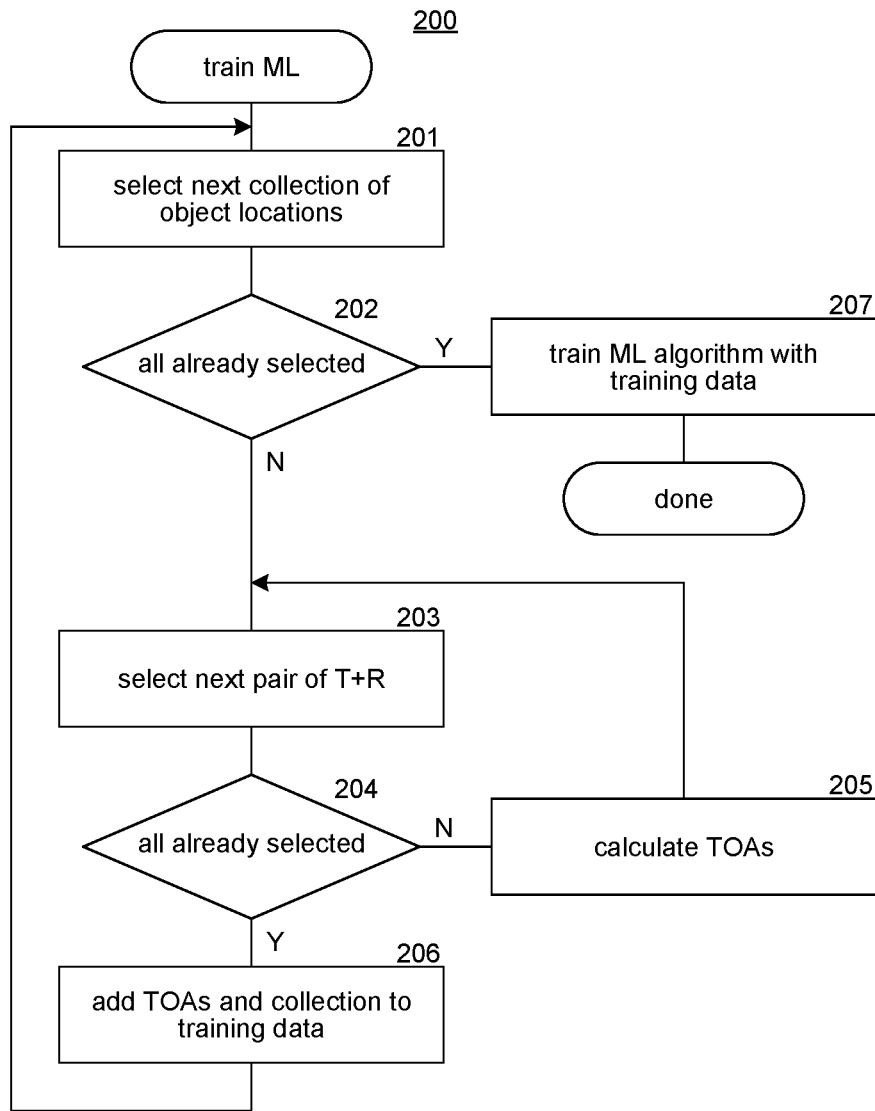 200
train ML
201
select next collection of
object locations
202
all already selected
Y
N
207
train ML algorithm with
training data
done
203
select next pair of T+R
204
all already selected
N
Y
205
calculate TOAs
206
add TOAs and collection to
training data